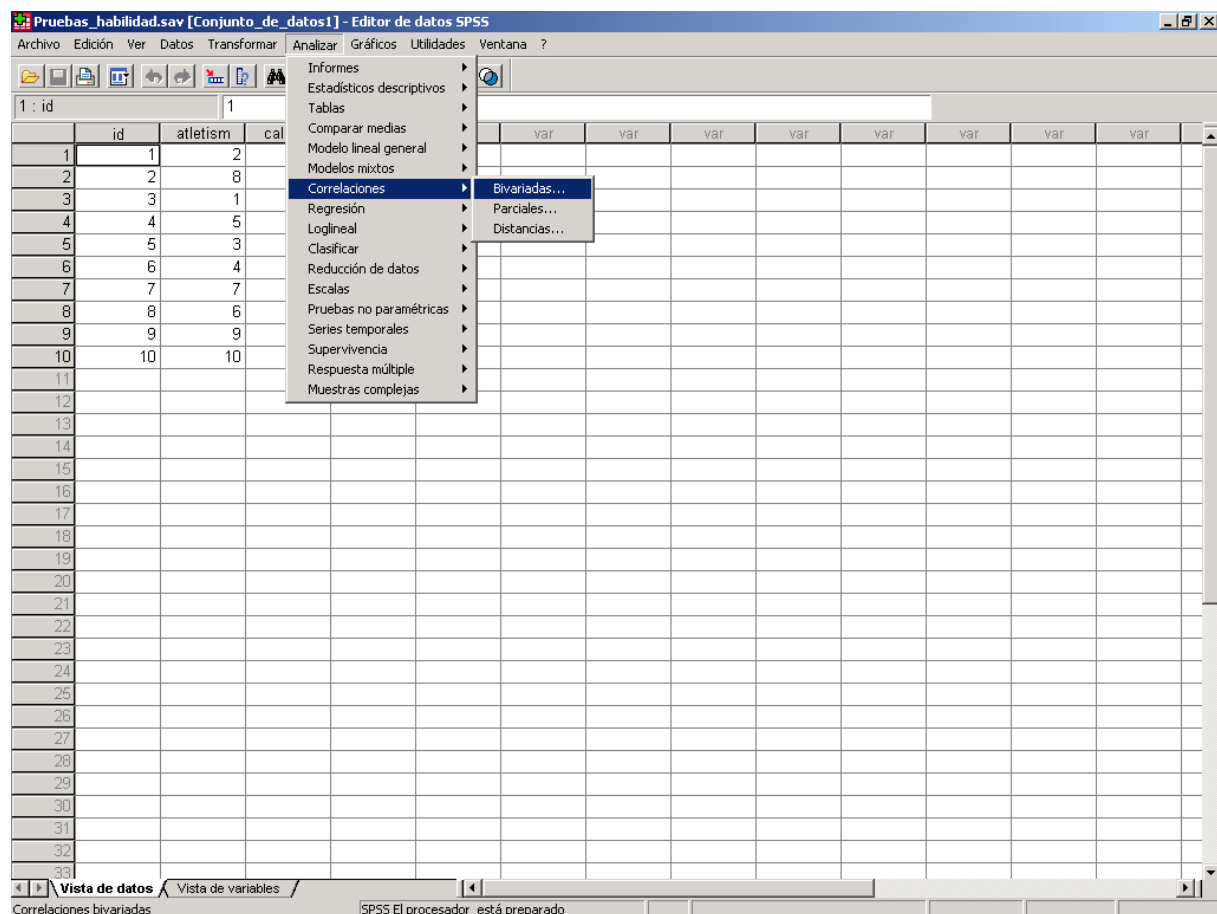 Pruebas_habilidad.sav [Conjunto_de_datos1] - Editor de datos SPSS
Archivo Edición Ver Datos Transformar Analizar Gráficos Utilidades Ventana ?
1 : id 1
id atletism cal var var var var var var var var
1 1 2
2 2 8
3 3 1
4 4 5
5 5 3
6 6 4
7 7 7
8 8 6
9 9 9
10 10 10
11
12
13
14
15
16
17
18
19
20
21
22
23
24
25
26
27
28
29
30
31
32
33
Informes
Estadísticos descriptivos
Tablas
Comparar medias
Modelo lineal general
Modelos mixtos
Correlaciones
Regresión
Loglineal
Clasificar
Reducción de datos
Escalas
Pruebas no paramétricas
Series temporales
Supervivencia
Respuesta múltiple
Muestras complejas
Bivariadas...
Parciales...
Distancias...
Vista de datos Vista de variables
Correlaciones bivariadas SPSS El procesador está preparado